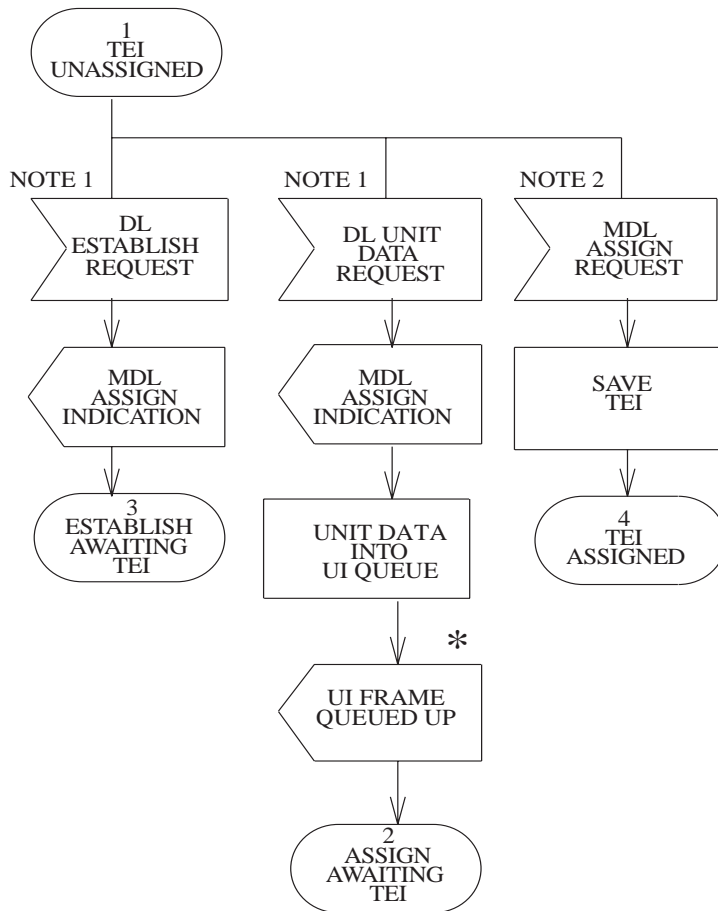 1
TEI
UNASSIGNED
NOTE 1
DL
ESTABLISH
REQUEST
MDL
ASSIGN
INDICATION
3
ESTABLISH
AWAITING
TEI
NOTE 1
DL UNIT
DATA
REQUEST
MDL
ASSIGN
INDICATION
UNIT DATA
INTO
UI QUEUE
*
UI FRAME
QUEUED UP
2
ASSIGN
AWAITING
TEI
NOTE 2
MDL
ASSIGN
REQUEST
SAVE
TEI
4
TEI
ASSIGNED